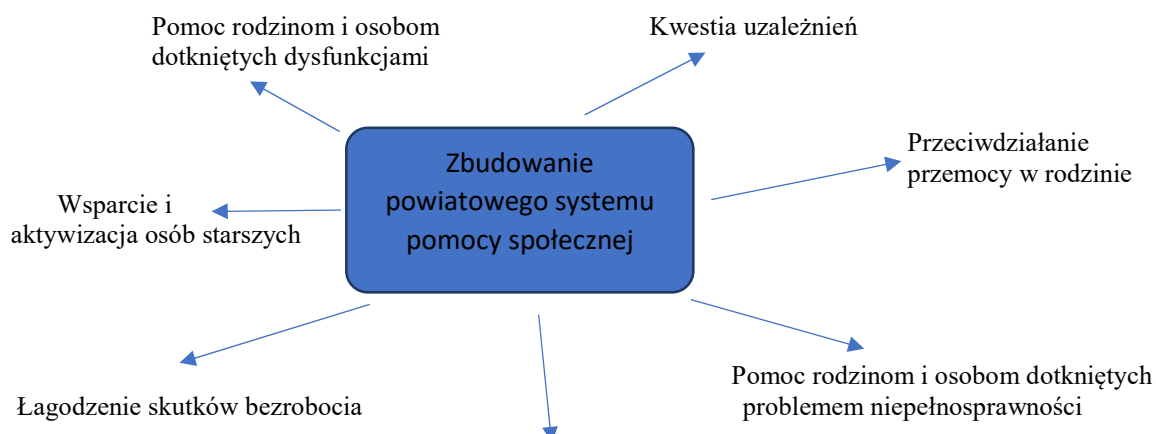 Pomoc rodzinom i osobom
dotkniętych dysfunkcjami
Kwestia uzależnień
Zbudowanie
powiatowego systemu
pomocy społecznej
Przeciwdziałanie
przemocy w rodzinie
Wsparcie i
aktywizacja osób starszych
Łagodzenie skutków bezrobocia
Pomoc rodzinom i osobom dotkniętych
problemem niepełnosprawności